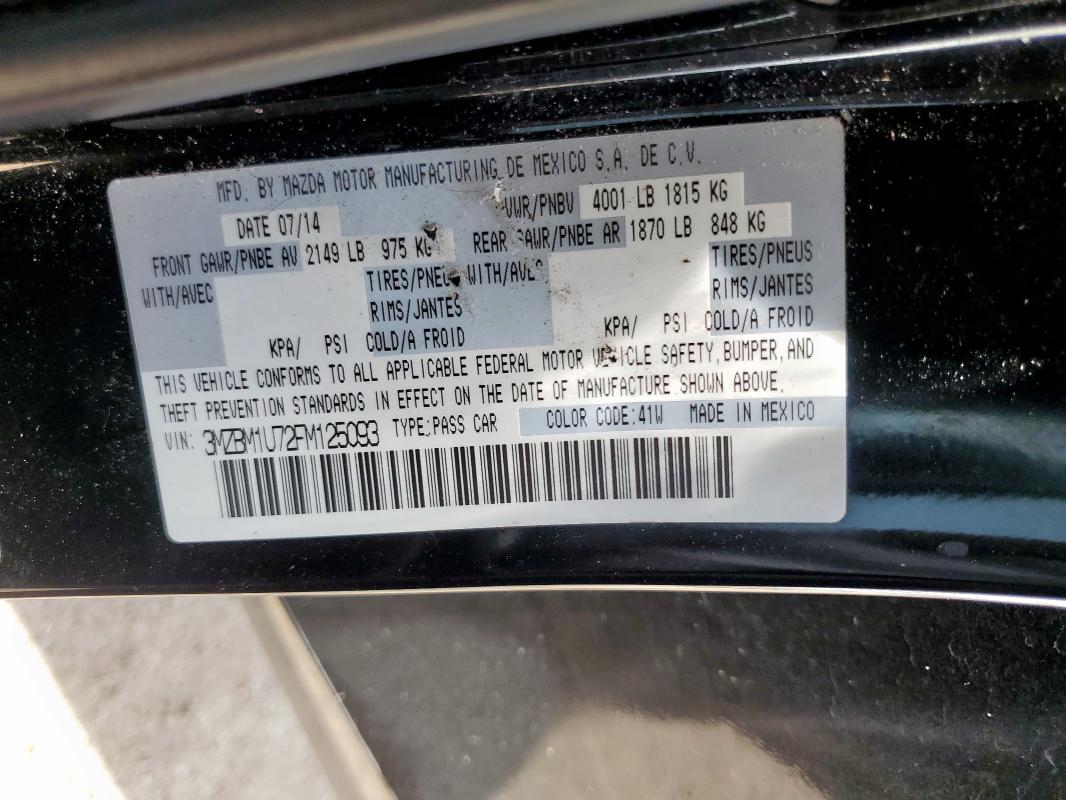 MFD. BY MAZDA MOTOR MANUFACTURING DE MEXICO S.A. DE C.V.
DATE 07/14 VWR/PNBV 4001 LB 1815 KG
FRONT GAWR/PNBE AV 2149 LB 975 KG REAR GAWR/PNBE AR 1870 LB 848 KG
WITH/AVEC TIRES/PNEUS WITH/AVEC TIRES/PNEUS
RIMS/JANTES RIMS/JANTES
KPA/ PSI COLD/A FROID KPA/ PSI COLD/A FROID
THIS VEHICLE CONFORMS TO ALL APPLICABLE FEDERAL MOTOR VEHICLE SAFETY, BUMPER, AND
THEFT PREVENTION STANDARDS IN EFFECT ON THE DATE OF MANUFACTURE SHOWN ABOVE.
VIN: 3MZBM1U72FM125093 TYPE:PASS CAR COLOR CODE:41W MADE IN MEXICO